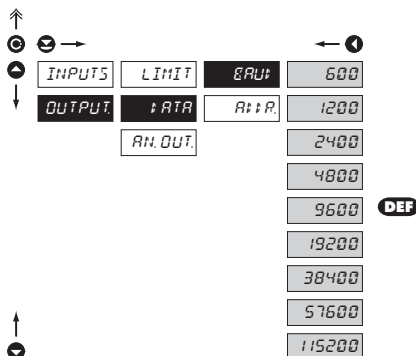 INPUTS LIMIT BAUD 600
OUTPUT. DATA ADDR. 1200
AN. OUT. 2400
4800
9600 DEF
19200
38400
57600
115200